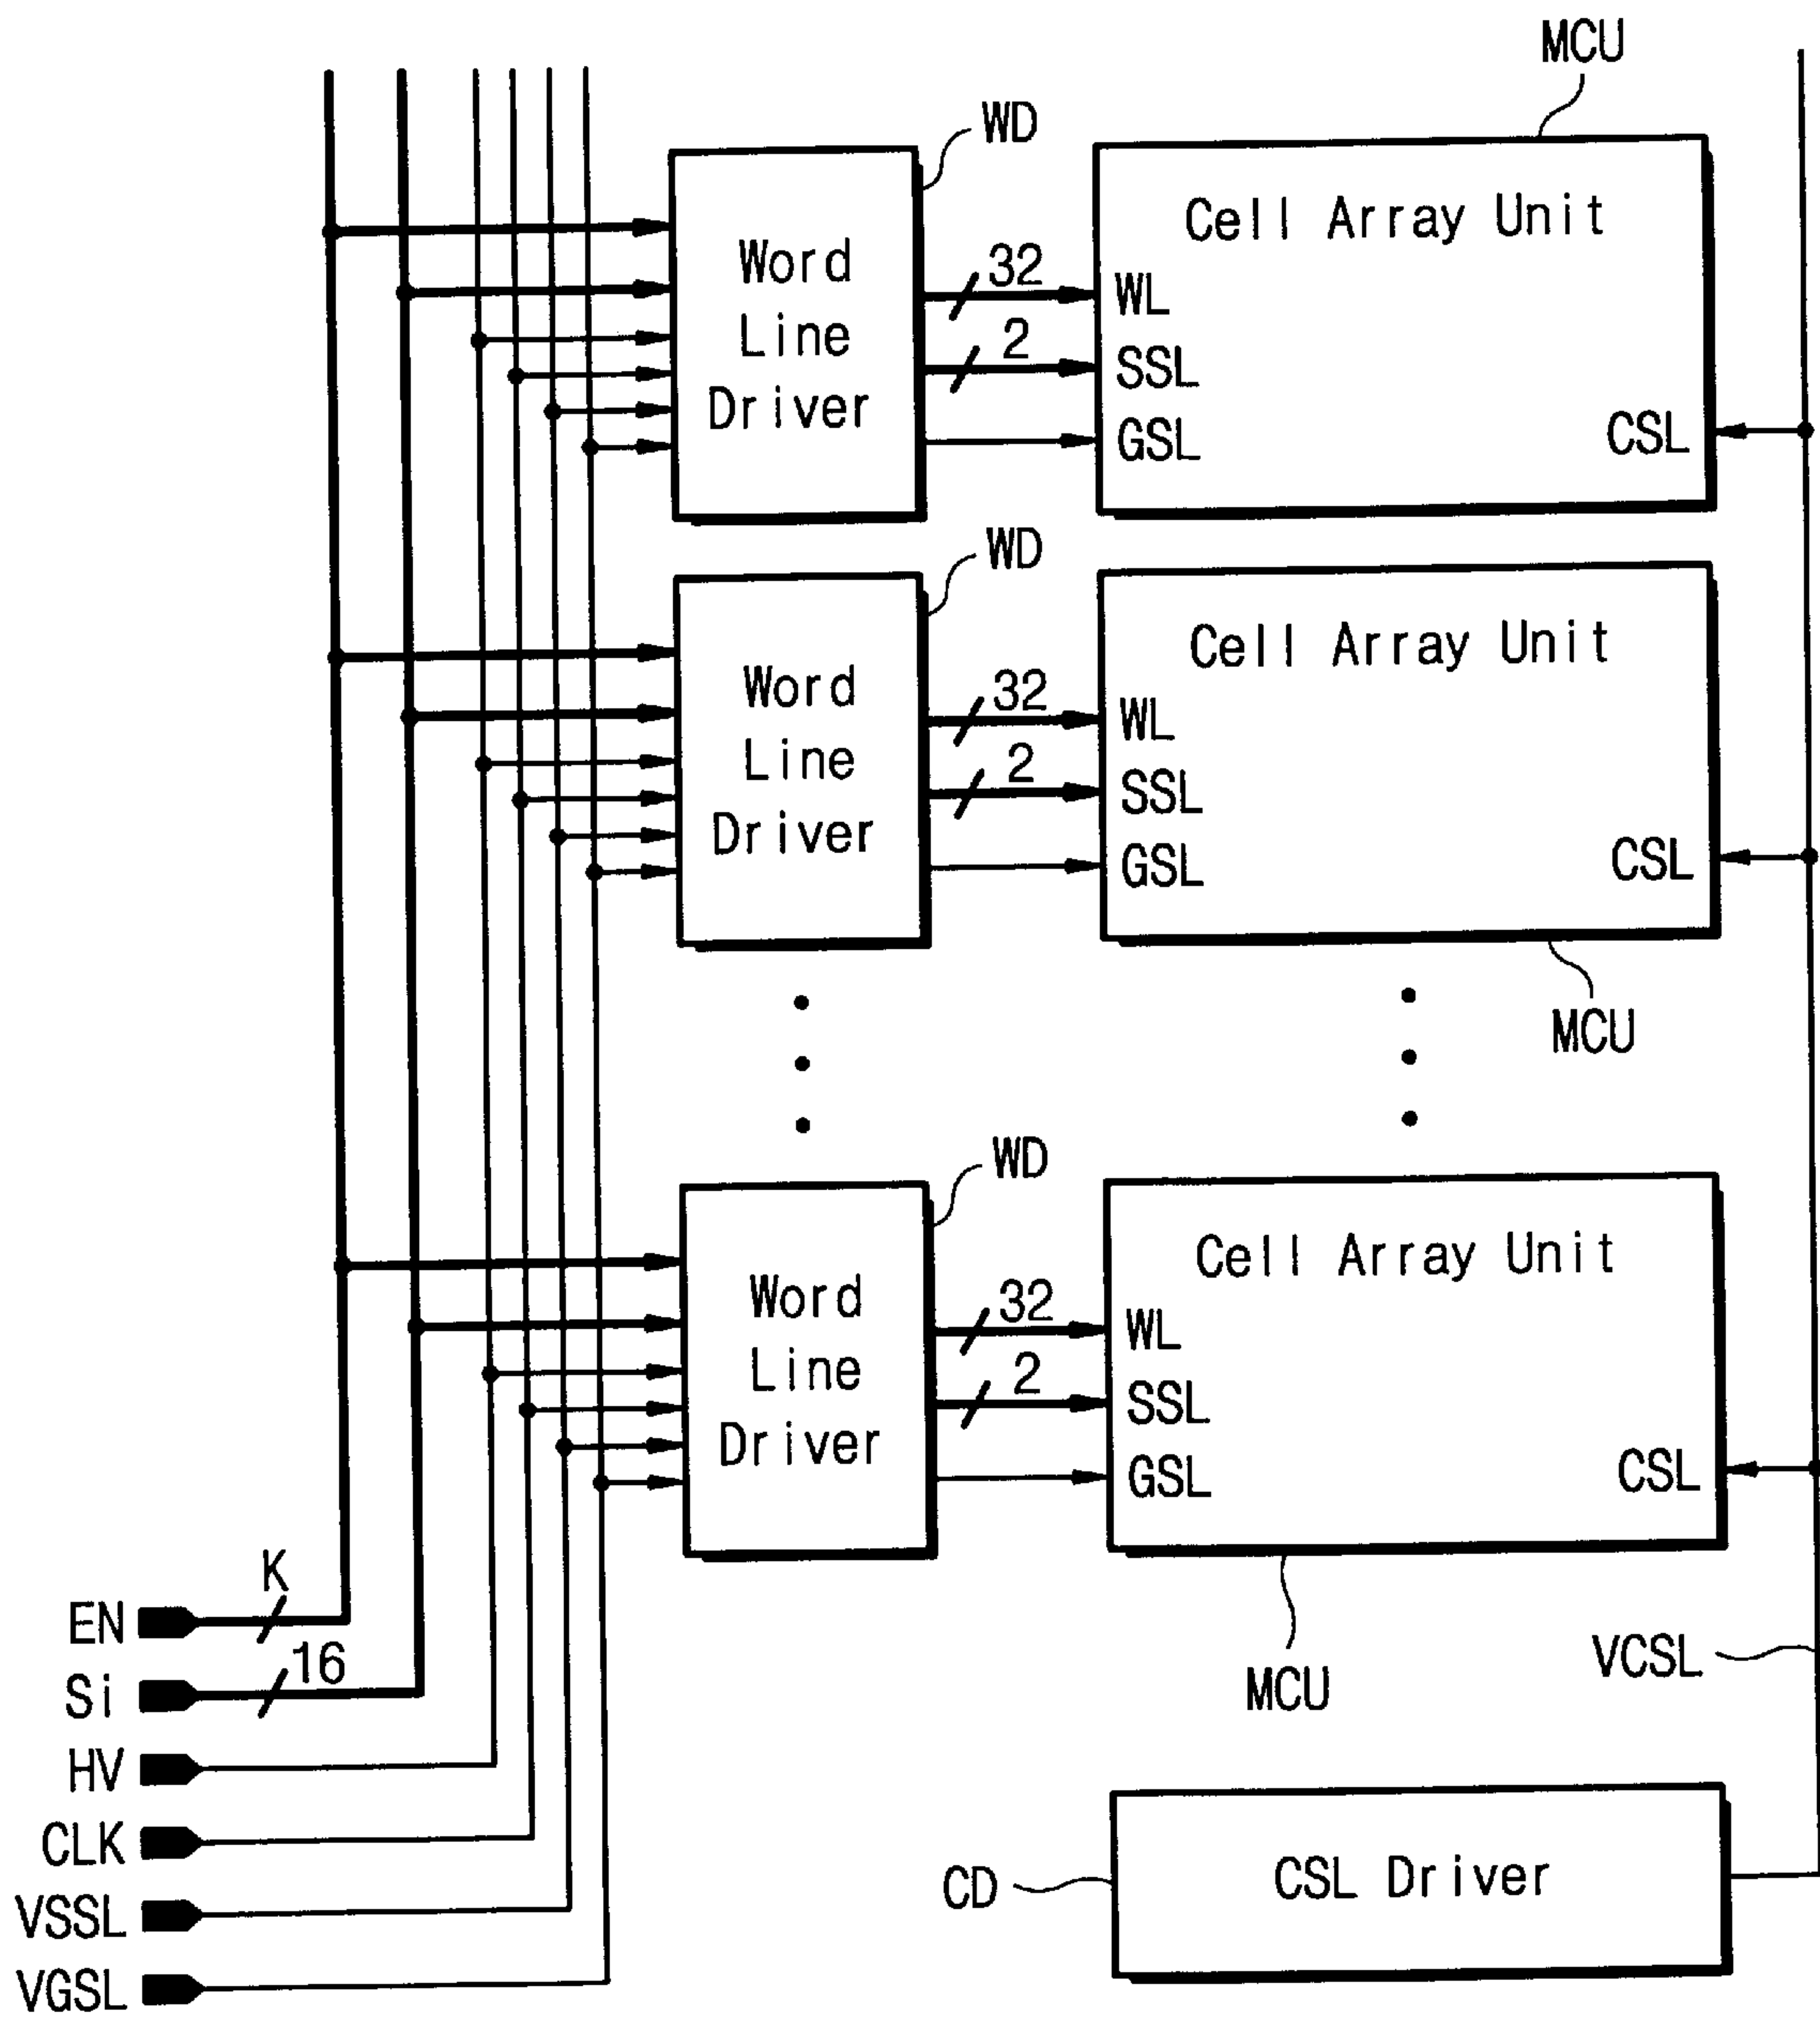 MCU
WD
Cell Array Unit
Word
Line
Driver
32
2
WL
SSL
GSL
CSL
WD
Cell Array Unit
Word
Line
Driver
32
2
WL
SSL
GSL
CSL
MCU
WD
Cell Array Unit
Word
Line
Driver
32
2
WL
SSL
GSL
CSL
K
EN
16
Si
MCU
VCSL
HV
CLK
CD
CSL Driver
VSSL
VGSL